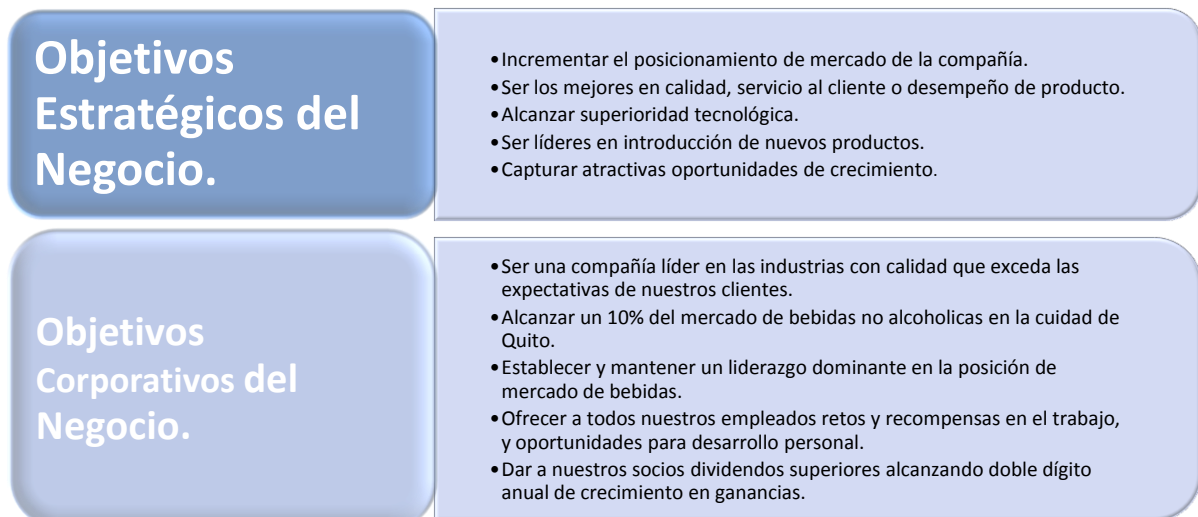 Objetivos
Estratégicos del
Negocio.
•Incrementar el posicionamiento de mercado de la compañía.
•Ser los mejores en calidad, servicio al cliente o desempeño de producto.
•Alcanzar superioridad tecnológica.
•Ser líderes en introducción de nuevos productos.
•Capturar atractivas oportunidades de crecimiento.
Objetivos
Corporativos del
Negocio.
•Ser una compañía líder en las industrias con calidad que exceda las
expectativas de nuestros clientes.
•Alcanzar un 10% del mercado de bebidas no alcoholicas en la cuidad de
Quito.
•Establecer y mantener un liderazgo dominante en la posición de
mercado de bebidas.
•Ofrecer a todos nuestros empleados retos y recompensas en el trabajo,
y oportunidades para desarrollo personal.
•Dar a nuestros socios dividendos superiores alcanzando doble dígito
anual de crecimiento en ganancias.